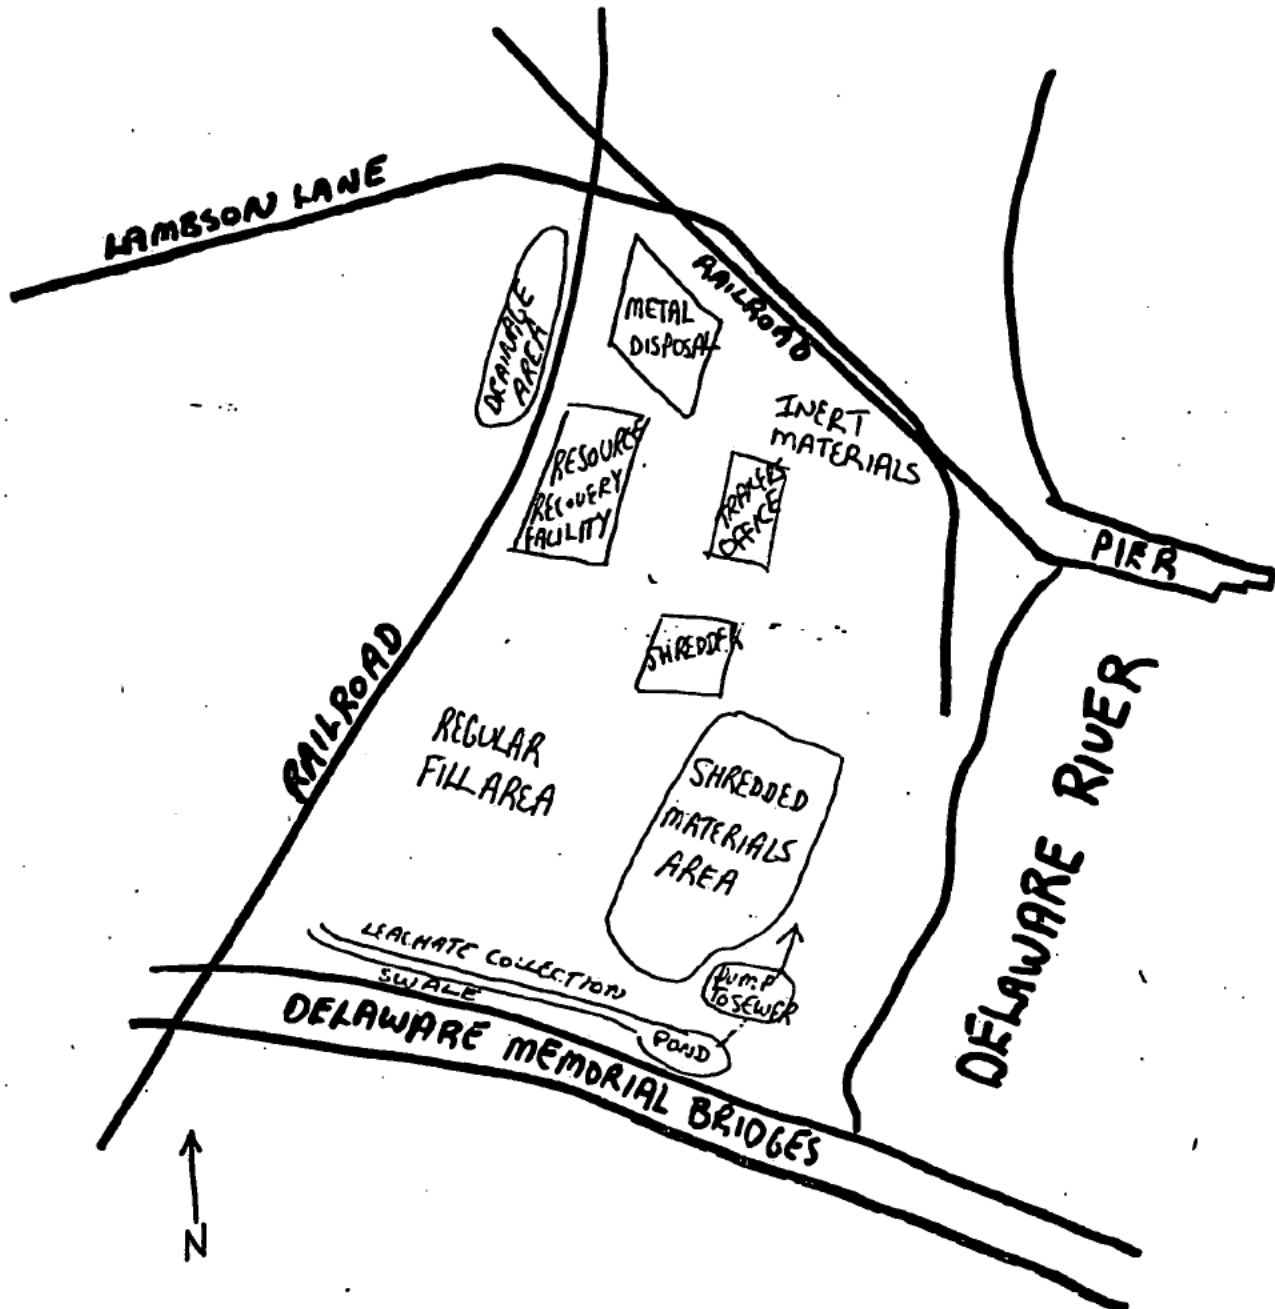 LAMBSON LANE
RAILROAD
DRAINAGE
AREA
METAL
DISPOSAL
INERT
MATERIALS
RESOURCE
RECOVERY
FACILITY
OFFICE
PIER
SHREDDER
RAILROAD
REGULAR
FILL AREA
SHREDDED
MATERIALS
AREA
DELAWARE RIVER
LEACHATE COLLECTION
SWALE
PUMP
TO SEWER
POND
DELAWARE MEMORIAL BRIDGES
N